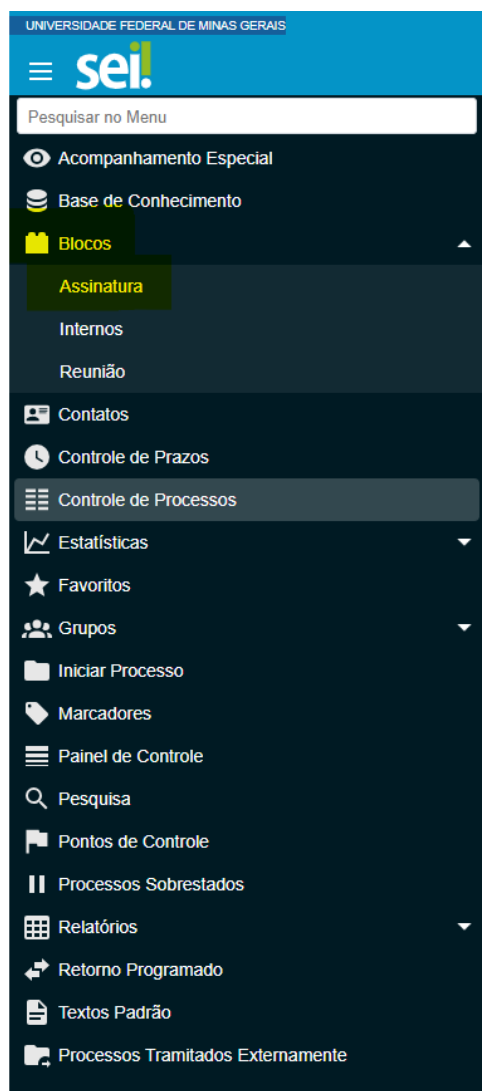 UNIVERSIDADE FEDERAL DE MINAS GERAIS
sei!
Pesquisar no Menu
Acompanhamento Especial
Base de Conhecimento
Blocos
Assinatura
Internos
Reunião
Contatos
Controle de Prazos
Controle de Processos
Estatísticas
Favoritos
Grupos
Iniciar Processo
Marcadores
Painel de Controle
Pesquisa
Pontos de Controle
Processos Sobrestados
Relatórios
Retorno Programado
Textos Padrão
Processos Tramitados Externamente